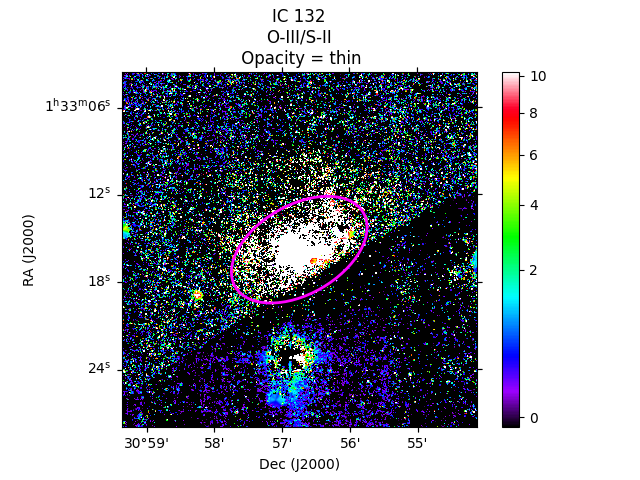 IC 132
O-III/S-II
Opacity = thin
1ʰ33ᵐ06ˢ
12ˢ
18ˢ
24ˢ
RA (J2000)
30°59' 58' 57' 56' 55'
Dec (J2000)
10
8
6
4
2
0